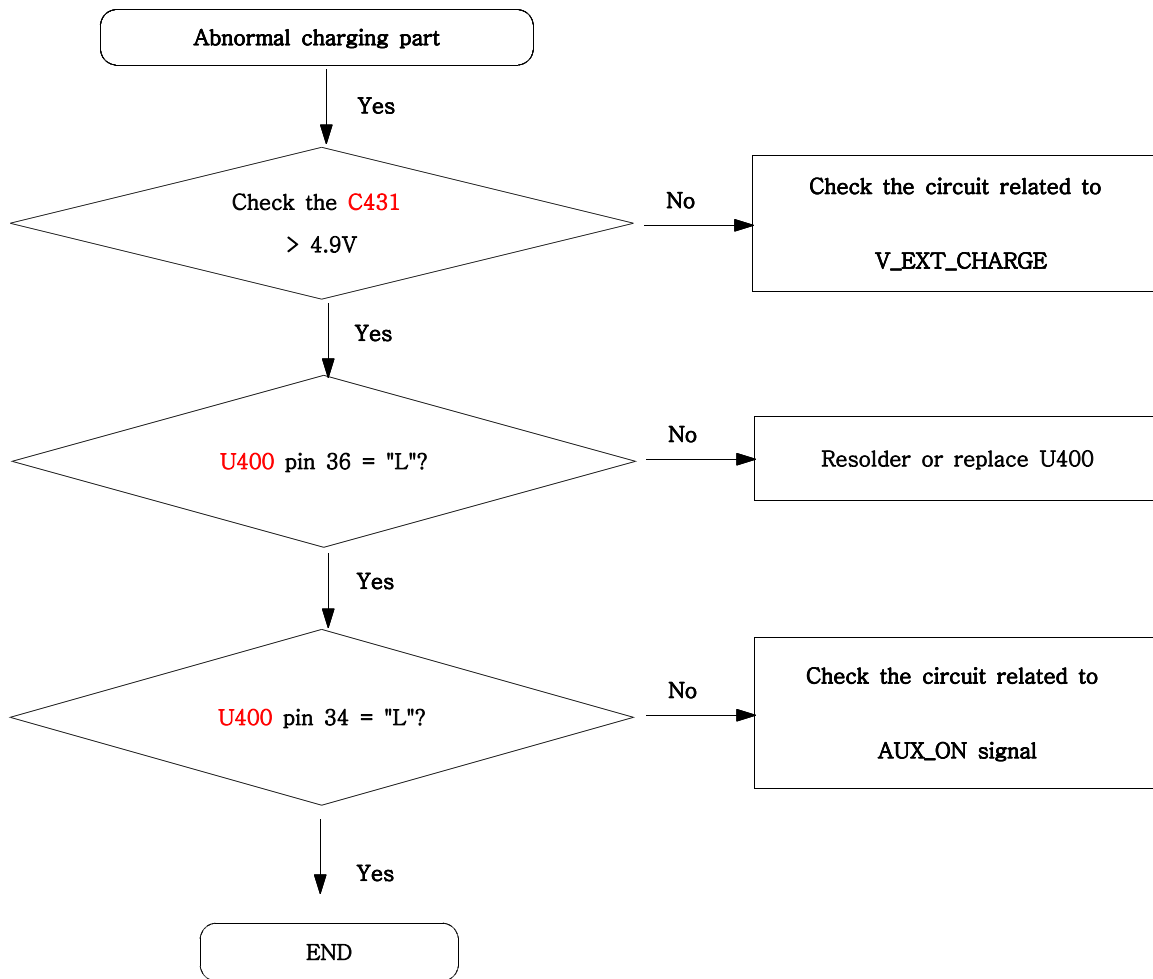 Abnormal charging part
Yes
Check the C431
> 4.9V
No
Check the circuit related to
V_EXT_CHARGE
Yes
U400 pin 36 = "L"?
No
Resolder or replace U400
Yes
U400 pin 34 = "L"?
No
Check the circuit related to
AUX_ON signal
Yes
END